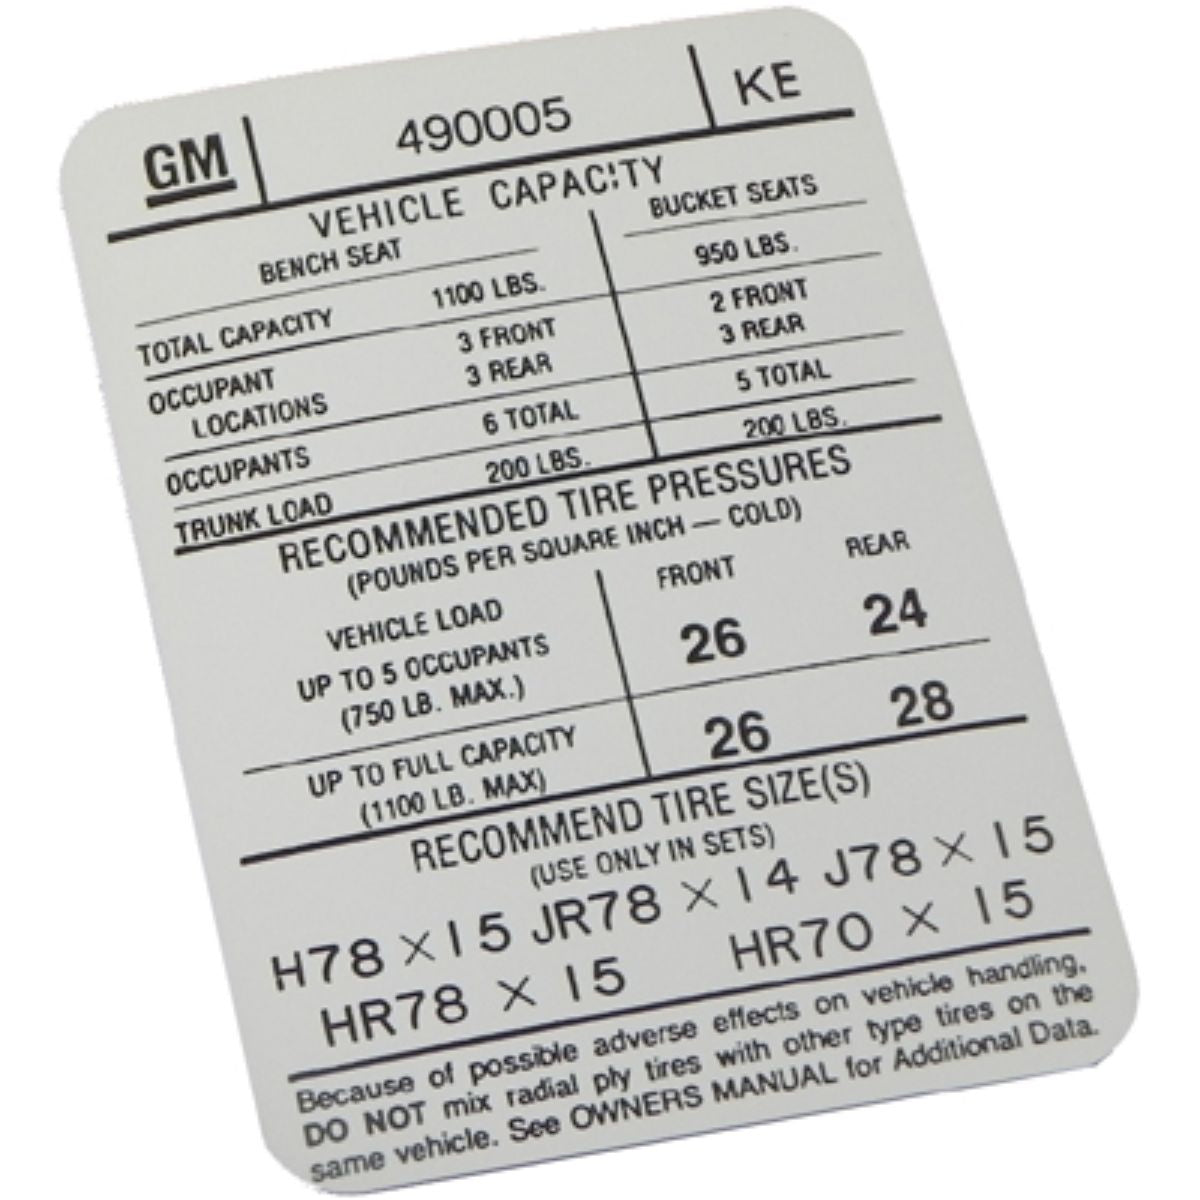 GM 490005 KE
VEHICLE CAPACITY
BENCH SEAT BUCKET SEATS
TOTAL CAPACITY 1100 LBS. 950 LBS.
OCCUPANT 3 FRONT 2 FRONT
LOCATIONS 3 REAR 3 REAR
OCCUPANTS 6 TOTAL 5 TOTAL
TRUNK LOAD 200 LBS. 200 LBS.
RECOMMENDED TIRE PRESSURES
(POUNDS PER SQUARE INCH — COLD)
FRONT REAR
VEHICLE LOAD
UP TO 5 OCCUPANTS 26 24
(750 LB. MAX.)
UP TO FULL CAPACITY 26 28
(1100 LB. MAX)
RECOMMEND TIRE SIZE(S)
(USE ONLY IN SETS)
H78 × 15 JR78 × 14 J78 × 15
HR78 × 15 HR70 × 15
Because of possible adverse effects on vehicle handling,
DO NOT mix radial ply tires with other type tires on the
same vehicle. See OWNERS MANUAL for Additional Data.